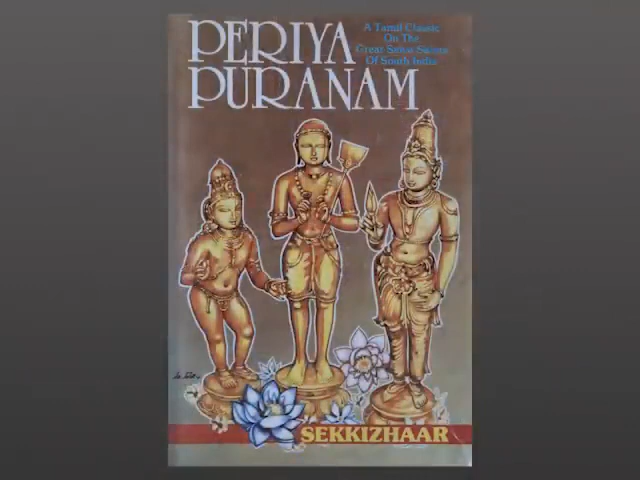 PERIYA
PURANAM
A Tamil Classic
On The
Great Saiva Saints
Of South India
SEKKIZHAAR